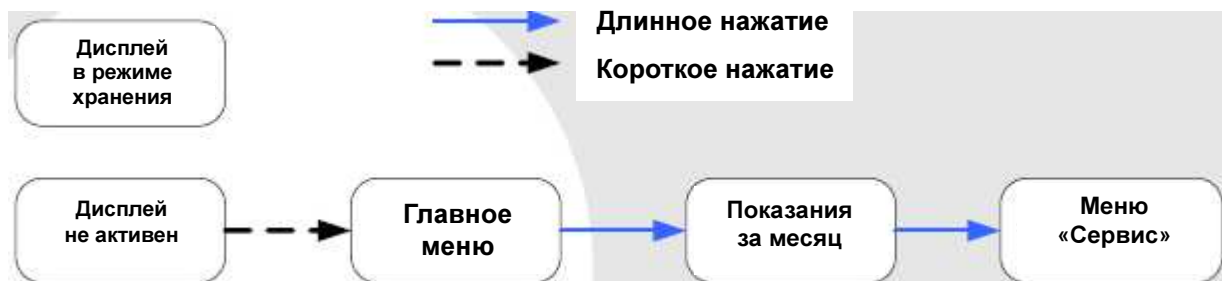 Длинное нажатие
Дисплей
в режиме
хранения
Короткое нажатие
Дисплей
не активен
Главное
меню
Показания
за месяц
Меню
«Сервис»